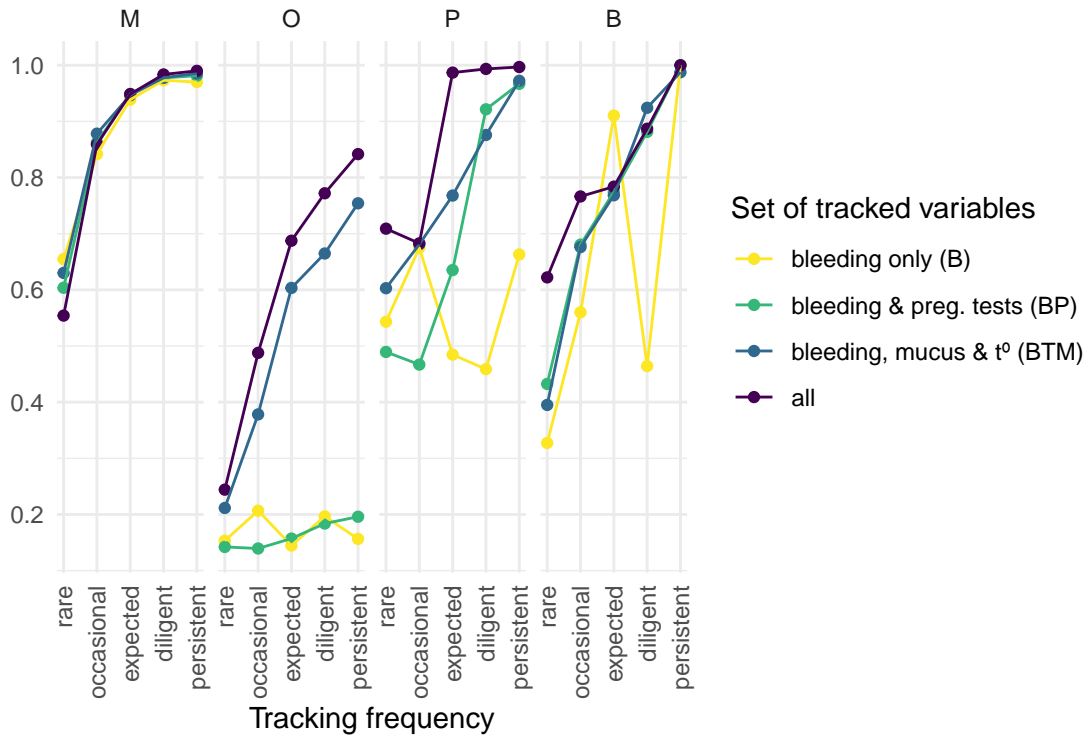 M O P B
1.0
0.8
0.6
0.4
0.2
rare occasional expected diligent persistent rare occasional expected diligent persistent rare occasional expected diligent persistent rare occasional expected diligent persistent
Tracking frequency
Set of tracked variables
bleeding only (B)
bleeding & preg. tests (BP)
bleeding, mucus & tº (BTM)
all